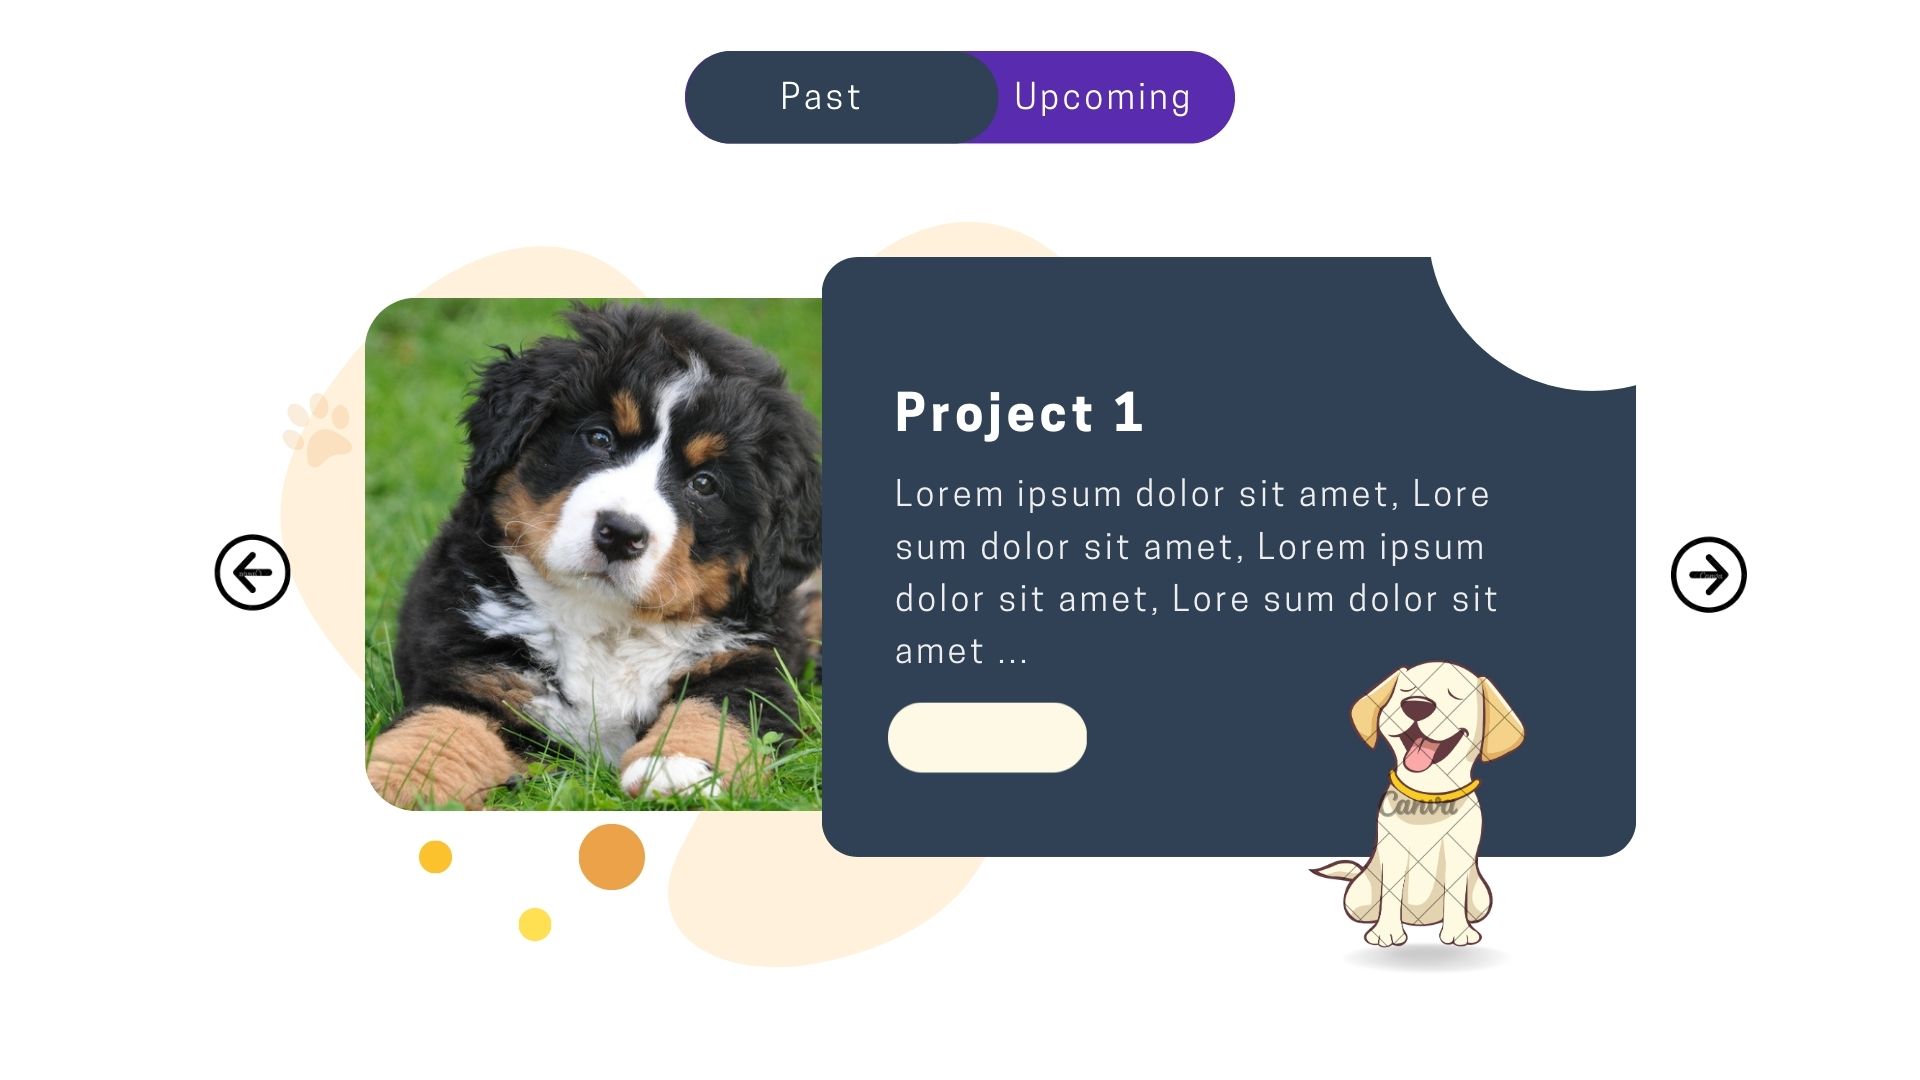 Past
Upcoming
Project 1
Lorem ipsum dolor sit amet, Lore
sum dolor sit amet, Lorem ipsum
dolor sit amet, Lore sum dolor sit
amet ...
Canva
Canva